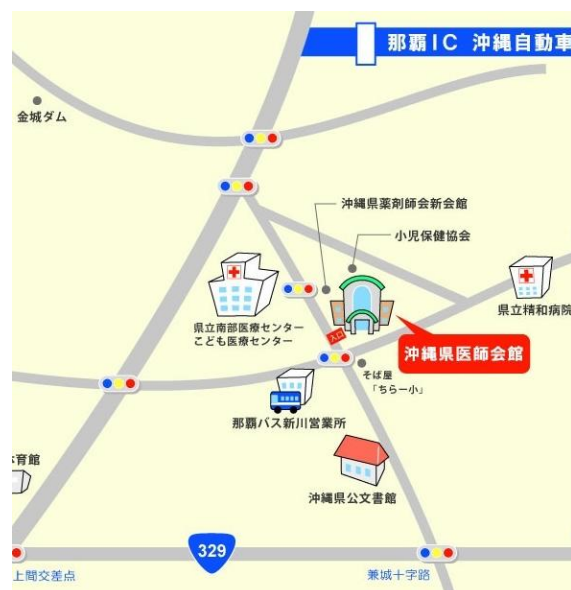 那覇IC 沖縄自動車
金城ダム
沖縄県薬剤師会新会館
小児保健協会
県立精和病院
県立南部医療センター
こども医療センター
入口
沖縄県医師会館
そば屋
「ちらー小」
那覇バス新川営業所
育館
沖縄県公文書館
329
上間交差点
兼城十字路